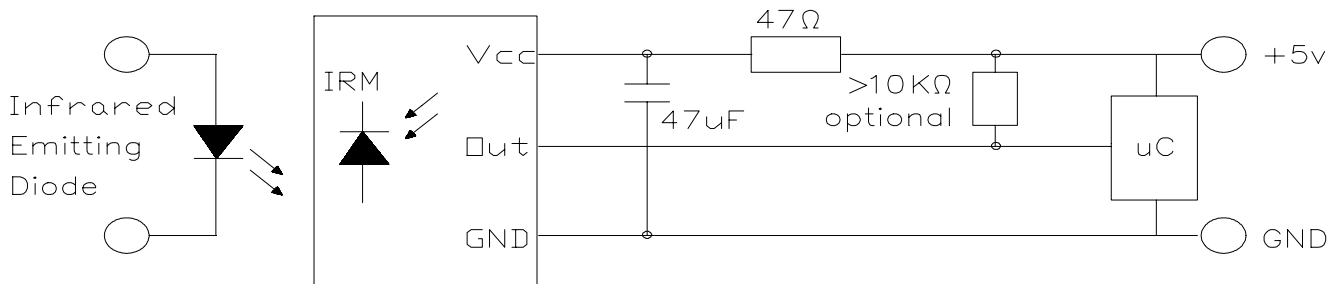 Infrared
Emitting
Diode
IRM
Vcc
Out
GND
47uF
47Ω
>10KΩ
optional
uC
+5v
GND